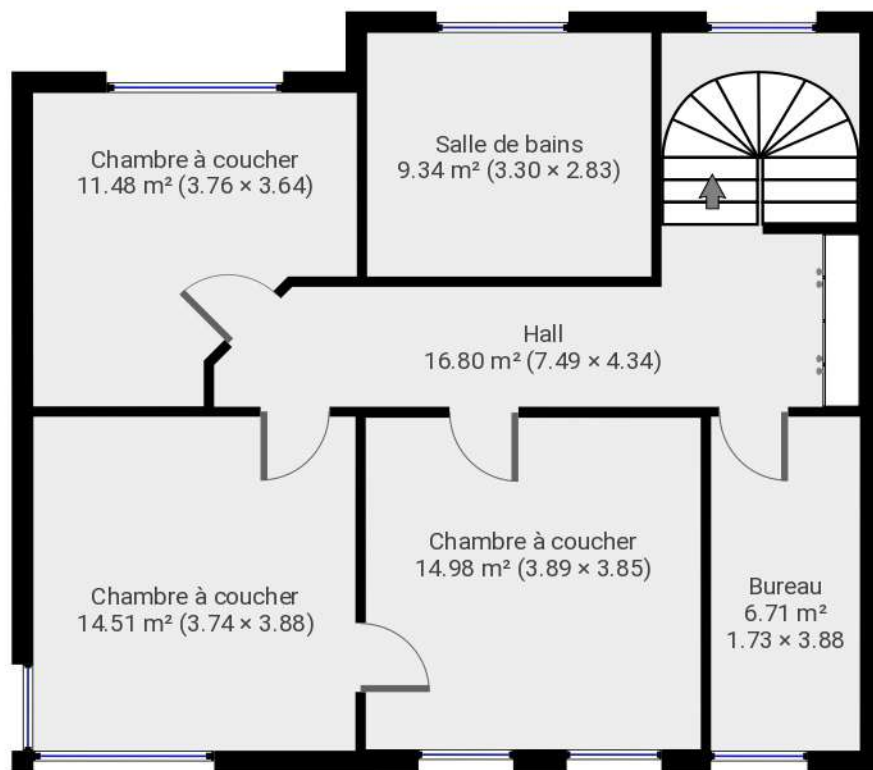 Chambre à coucher
11.48 m² (3.76 × 3.64)
Salle de bains
9.34 m² (3.30 × 2.83)
Hall
16.80 m² (7.49 × 4.34)
Chambre à coucher
14.51 m² (3.74 × 3.88)
Chambre à coucher
14.98 m² (3.89 × 3.85)
Bureau
6.71 m²
1.73 × 3.88